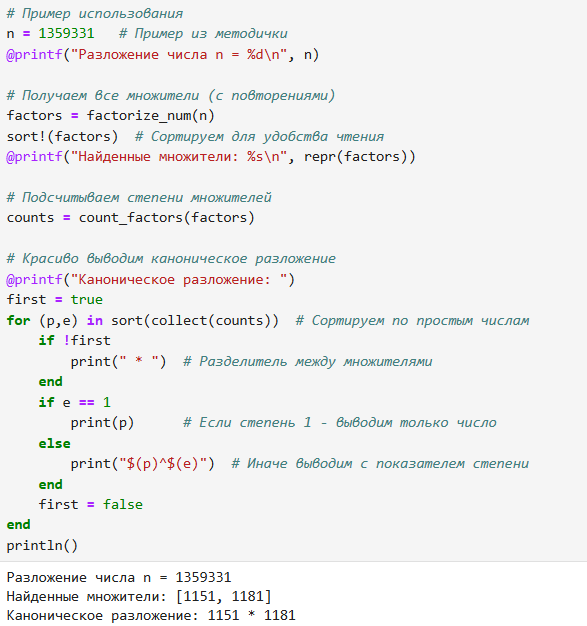 # Пример использования
n = 1359331   # Пример из методички
@printf("Разложение числа n = %d\n", n)

# Получаем все множители (с повторениями)
factors = factorize_num(n)
sort!(factors)  # Сортируем для удобства чтения
@printf("Найденные множители: %s\n", repr(factors))

# Подсчитываем степени множителей
counts = count_factors(factors)

# Красиво выводим каноническое разложение
@printf("Каноническое разложение: ")
first = true
for (p,e) in sort(collect(counts))  # Сортируем по простым числам
    if !first
        print(" * ")  # Разделитель между множителями
    end
    if e == 1
        print(p)      # Если степень 1 - выводим только число
    else
        print("$(p)^$(e)")  # Иначе выводим с показателем степени
    end
    first = false
end
println()
Разложение числа n = 1359331
Найденные множители: [1151, 1181]
Каноническое разложение: 1151 * 1181